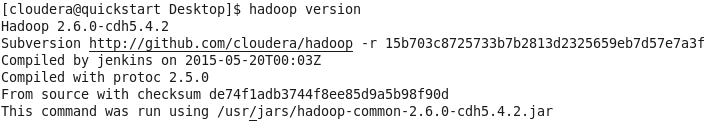 [cloudera@quickstart Desktop]$ hadoop version
Hadoop 2.6.0-cdh5.4.2
Subversion http://github.com/cloudera/hadoop -r 15b703c8725733b7b2813d2325659eb7d57e7a3f
Compiled by jenkins on 2015-05-20T00:03Z
Compiled with protoc 2.5.0
From source with checksum de74f1adb3744f8ee85d9a5b98f90d
This command was run using /usr/jars/hadoop-common-2.6.0-cdh5.4.2.jar